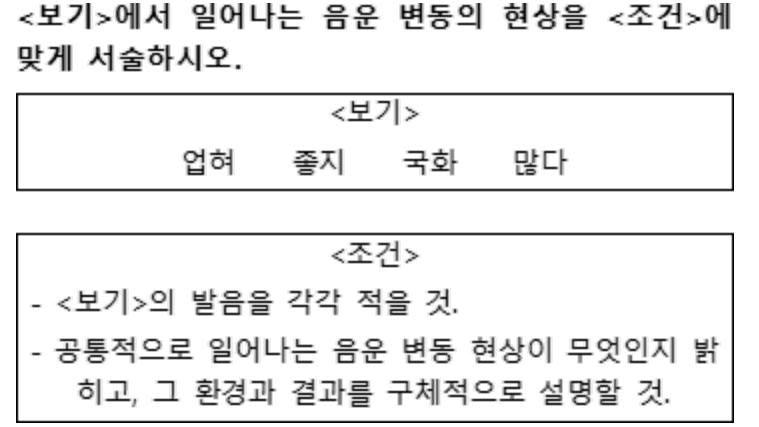 <보기>에서 일어나는 음운 변동의 현상을 <조건>에
맞게 서술하시오.
<보기>
업혀 좋지 국화 많다
<조건>
- <보기>의 발음을 각각 적을 것.
- 공통적으로 일어나는 음운 변동 현상이 무엇인지 밝
히고, 그 환경과 결과를 구체적으로 설명할 것.